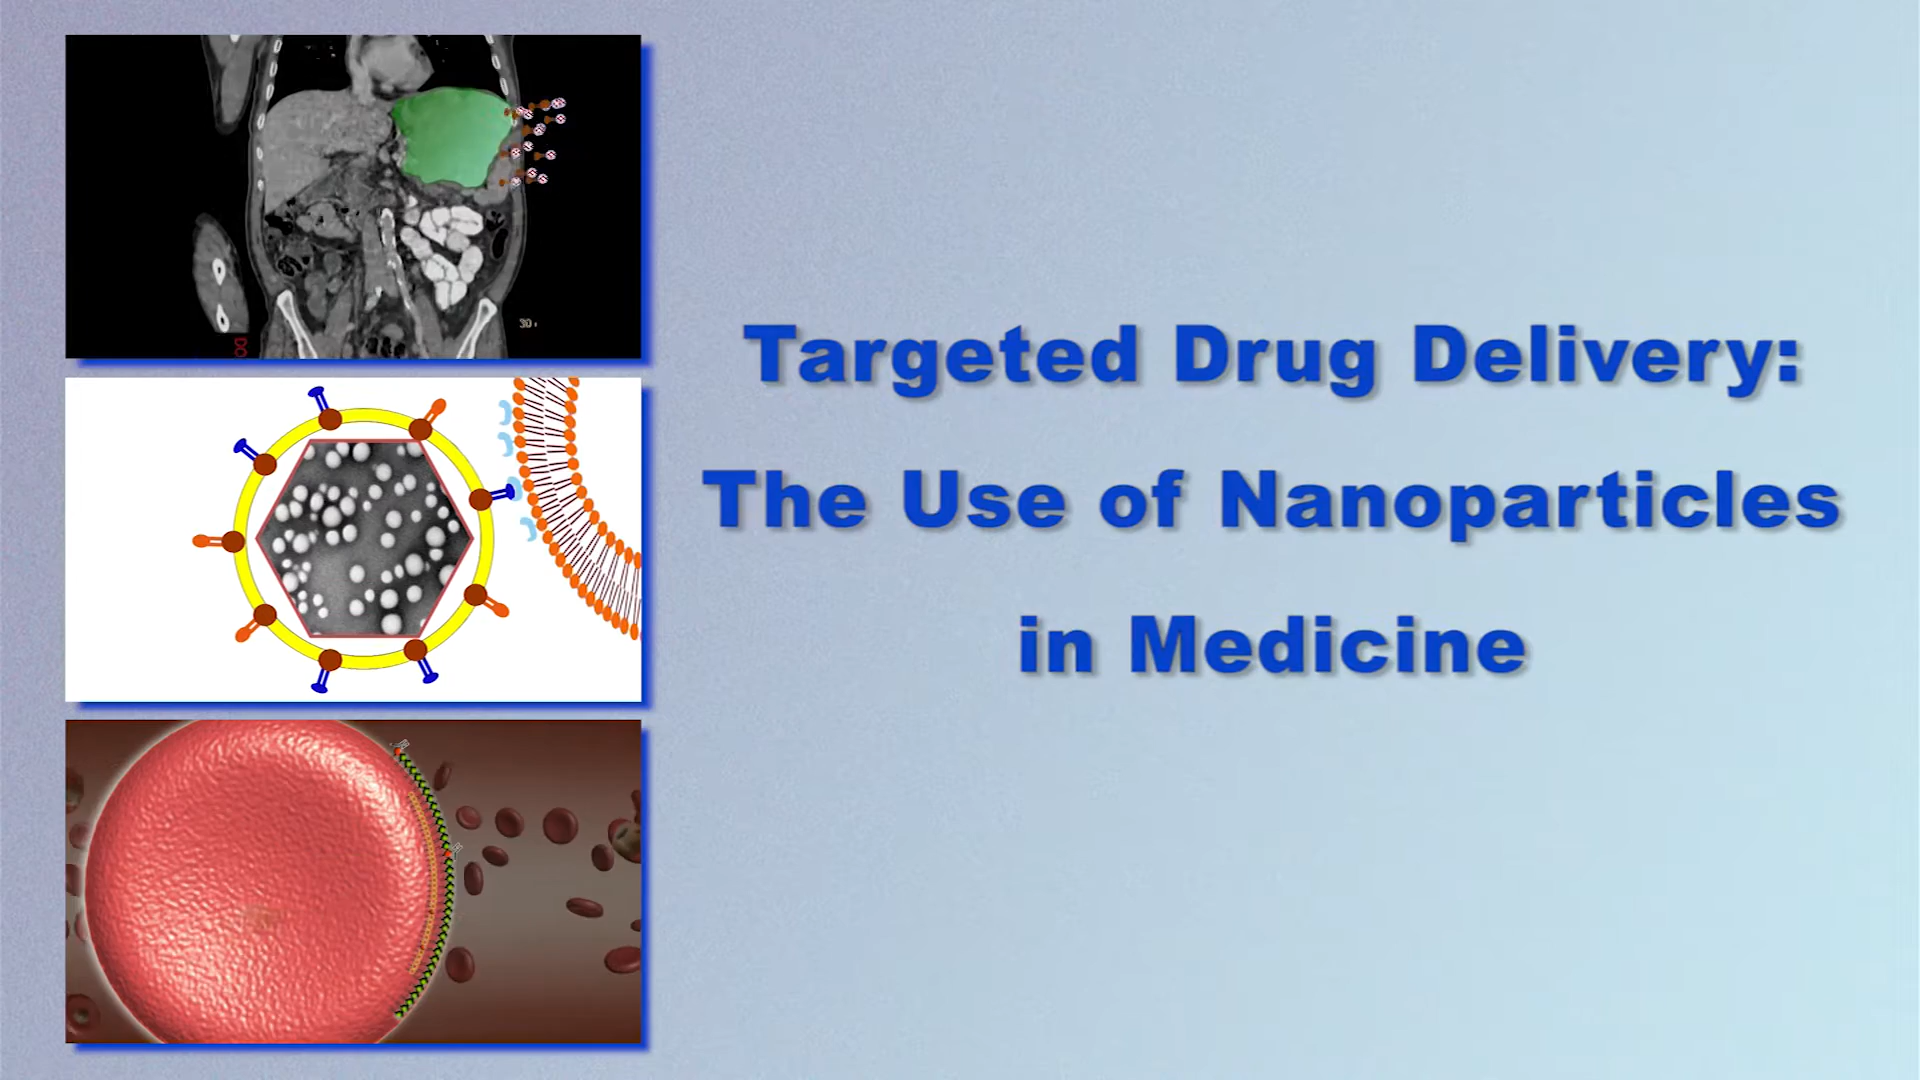 Targeted Drug Delivery:
The Use of Nanoparticles
in Medicine